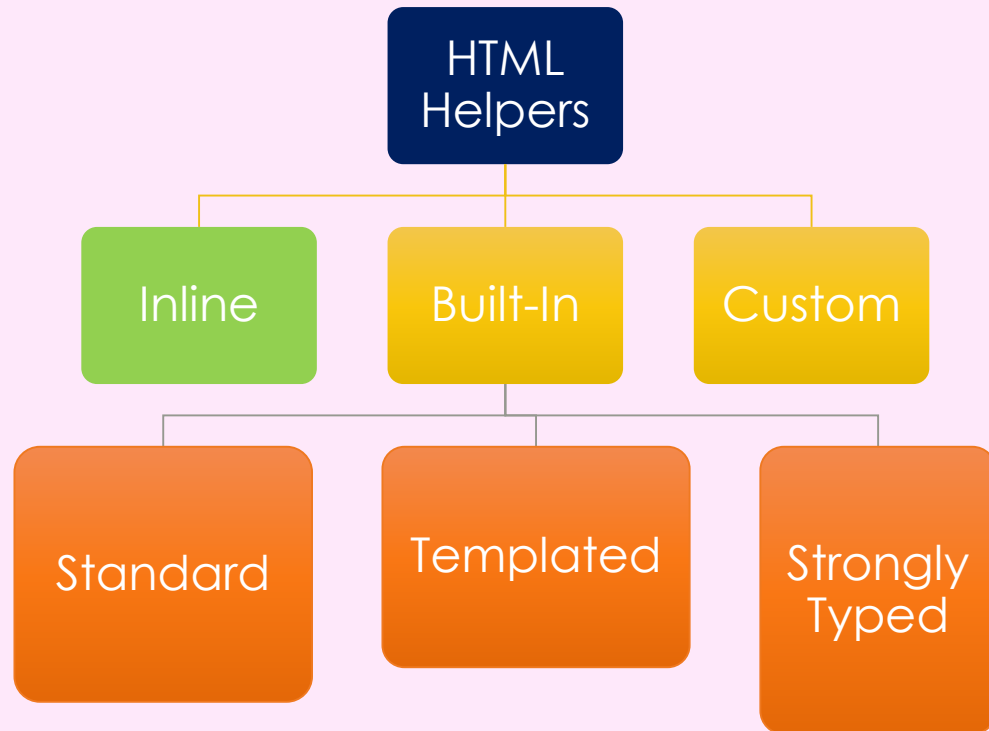 HTML
Helpers
Inline
Built-In
Custom
Standard
Templated
Strongly
Typed